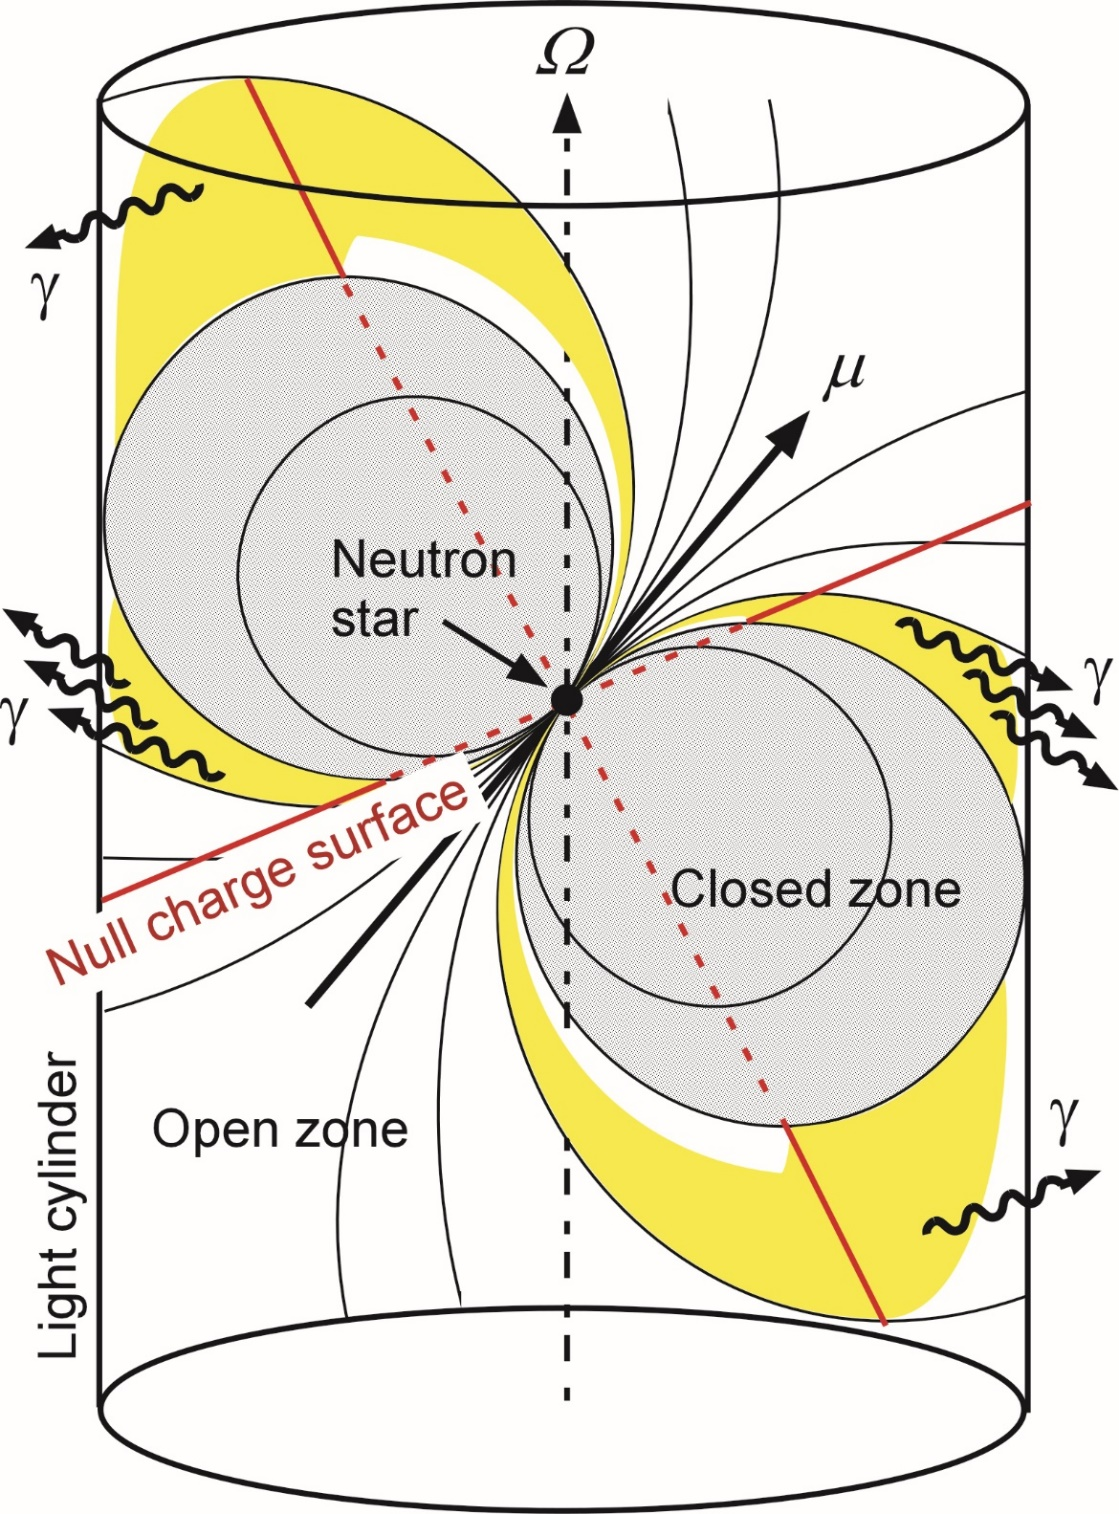 Ω
γ
μ
Neutron
star
γ
γ
Null charge surface
Closed zone
Open zone
γ
Light cylinder